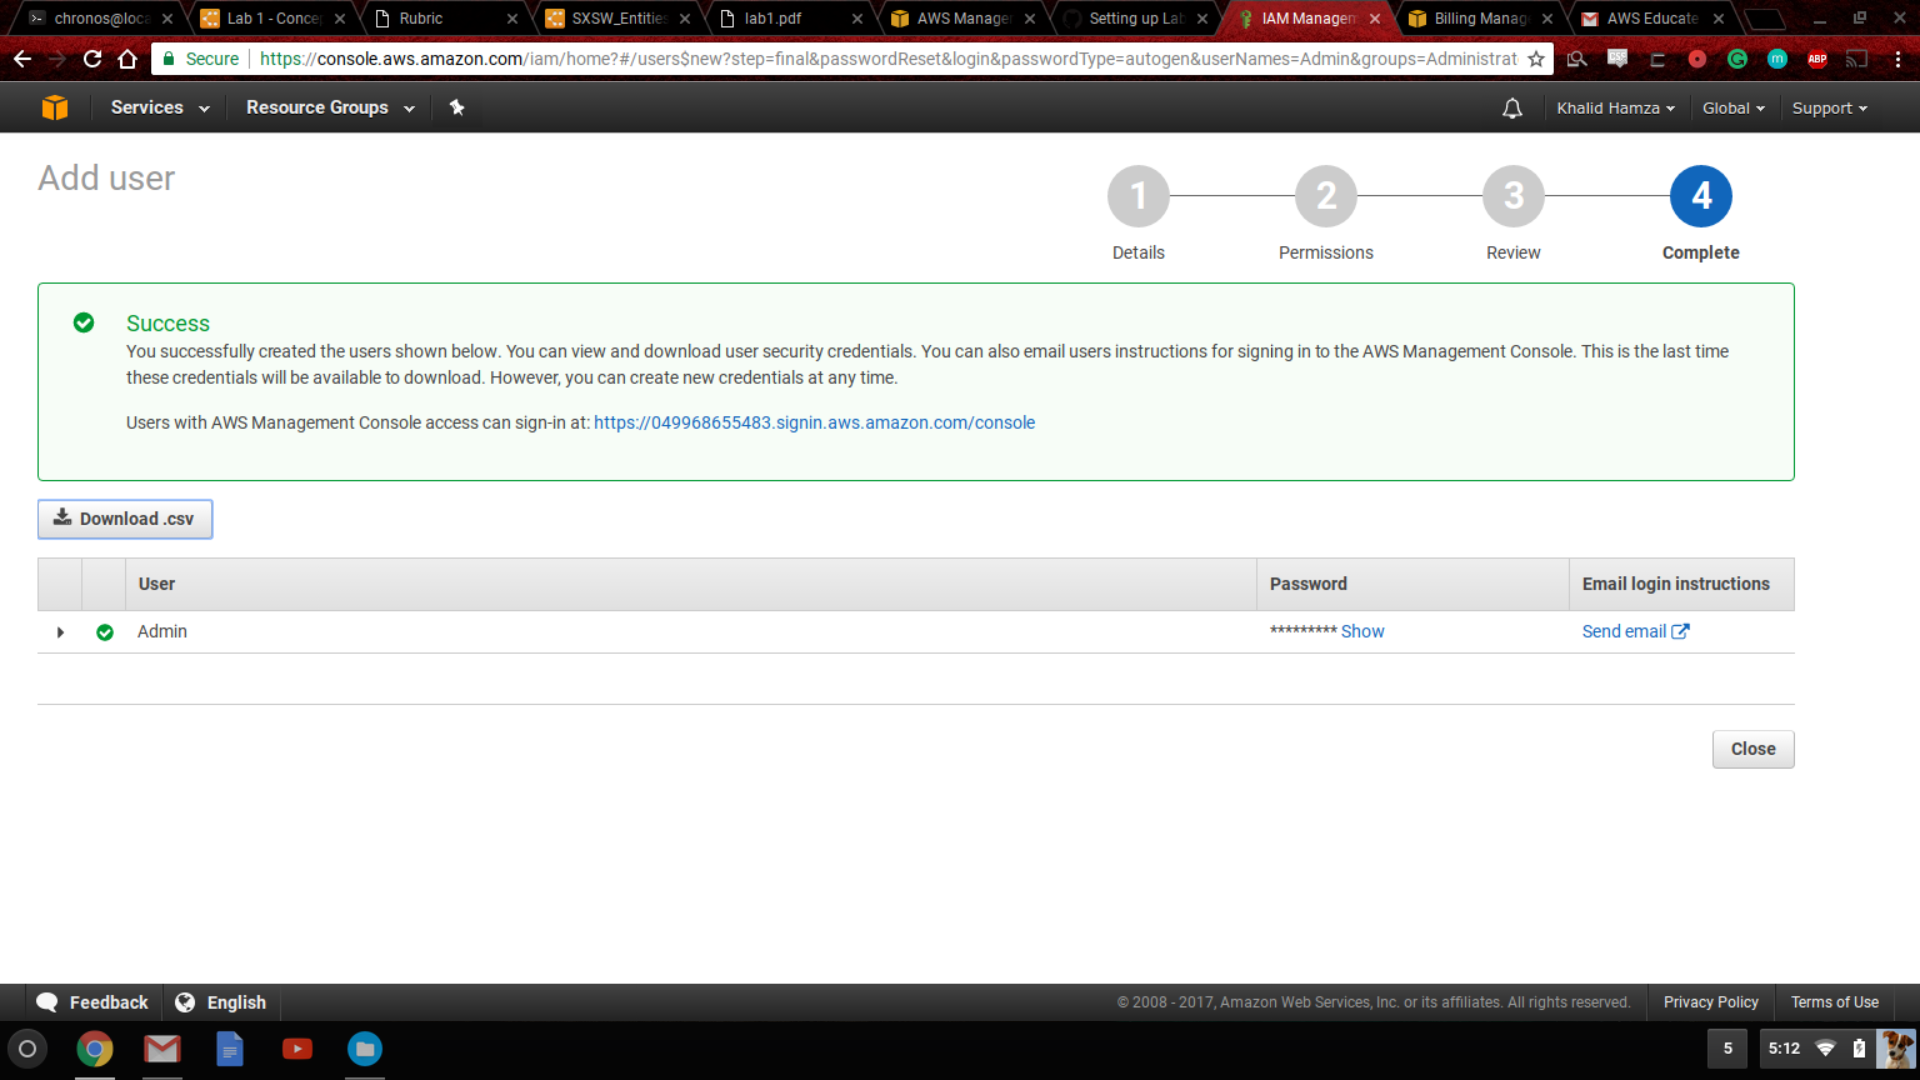 chronos@loca
Lab 1 - Concep
Rubric
SXSW_Entities
lab1.pdf
AWS Manager
Setting up Lab
IAM Managem
Billing Manag
AWS Educate
Secure
https://console.aws.amazon.com/iam/home?#/users$new?step=final&passwordReset&login&passwordType=autogen&userNames=Admin&groups=Administrat
ABP
Services
Resource Groups
Khalid Hamza
Global
Support
Add user
1
2
3
4
Details
Permissions
Review
Complete
Success
You successfully created the users shown below. You can view and download user security credentials. You can also email users instructions for signing in to the AWS Management Console. This is the last time
these credentials will be available to download. However, you can create new credentials at any time.
Users with AWS Management Console access can sign-in at: https://049968655483.signin.aws.amazon.com/console
Download .csv
User
Password
Email login instructions
Admin
********* Show
Send email
Close
Feedback
English
© 2008 - 2017, Amazon Web Services, Inc. or its affiliates. All rights reserved.
Privacy Policy
Terms of Use
5
5:12